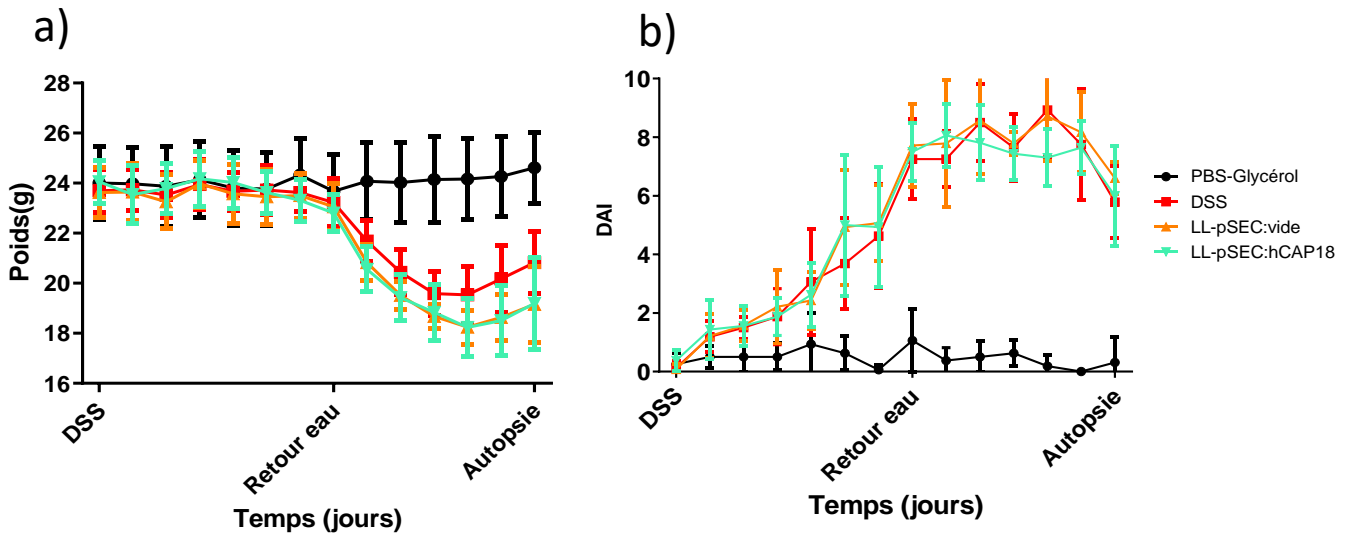 a)
28
26
24
22
20
18
16
Poids(g)
DSS
Retour eau
Autopsie
Temps (jours)
b)
10
8
6
4
2
0
DAI
DSS
Retour eau
Autopsie
Temps (jours)
PBS-Glycérol
DSS
LL-pSEC:vide
LL-pSEC:hCAP18